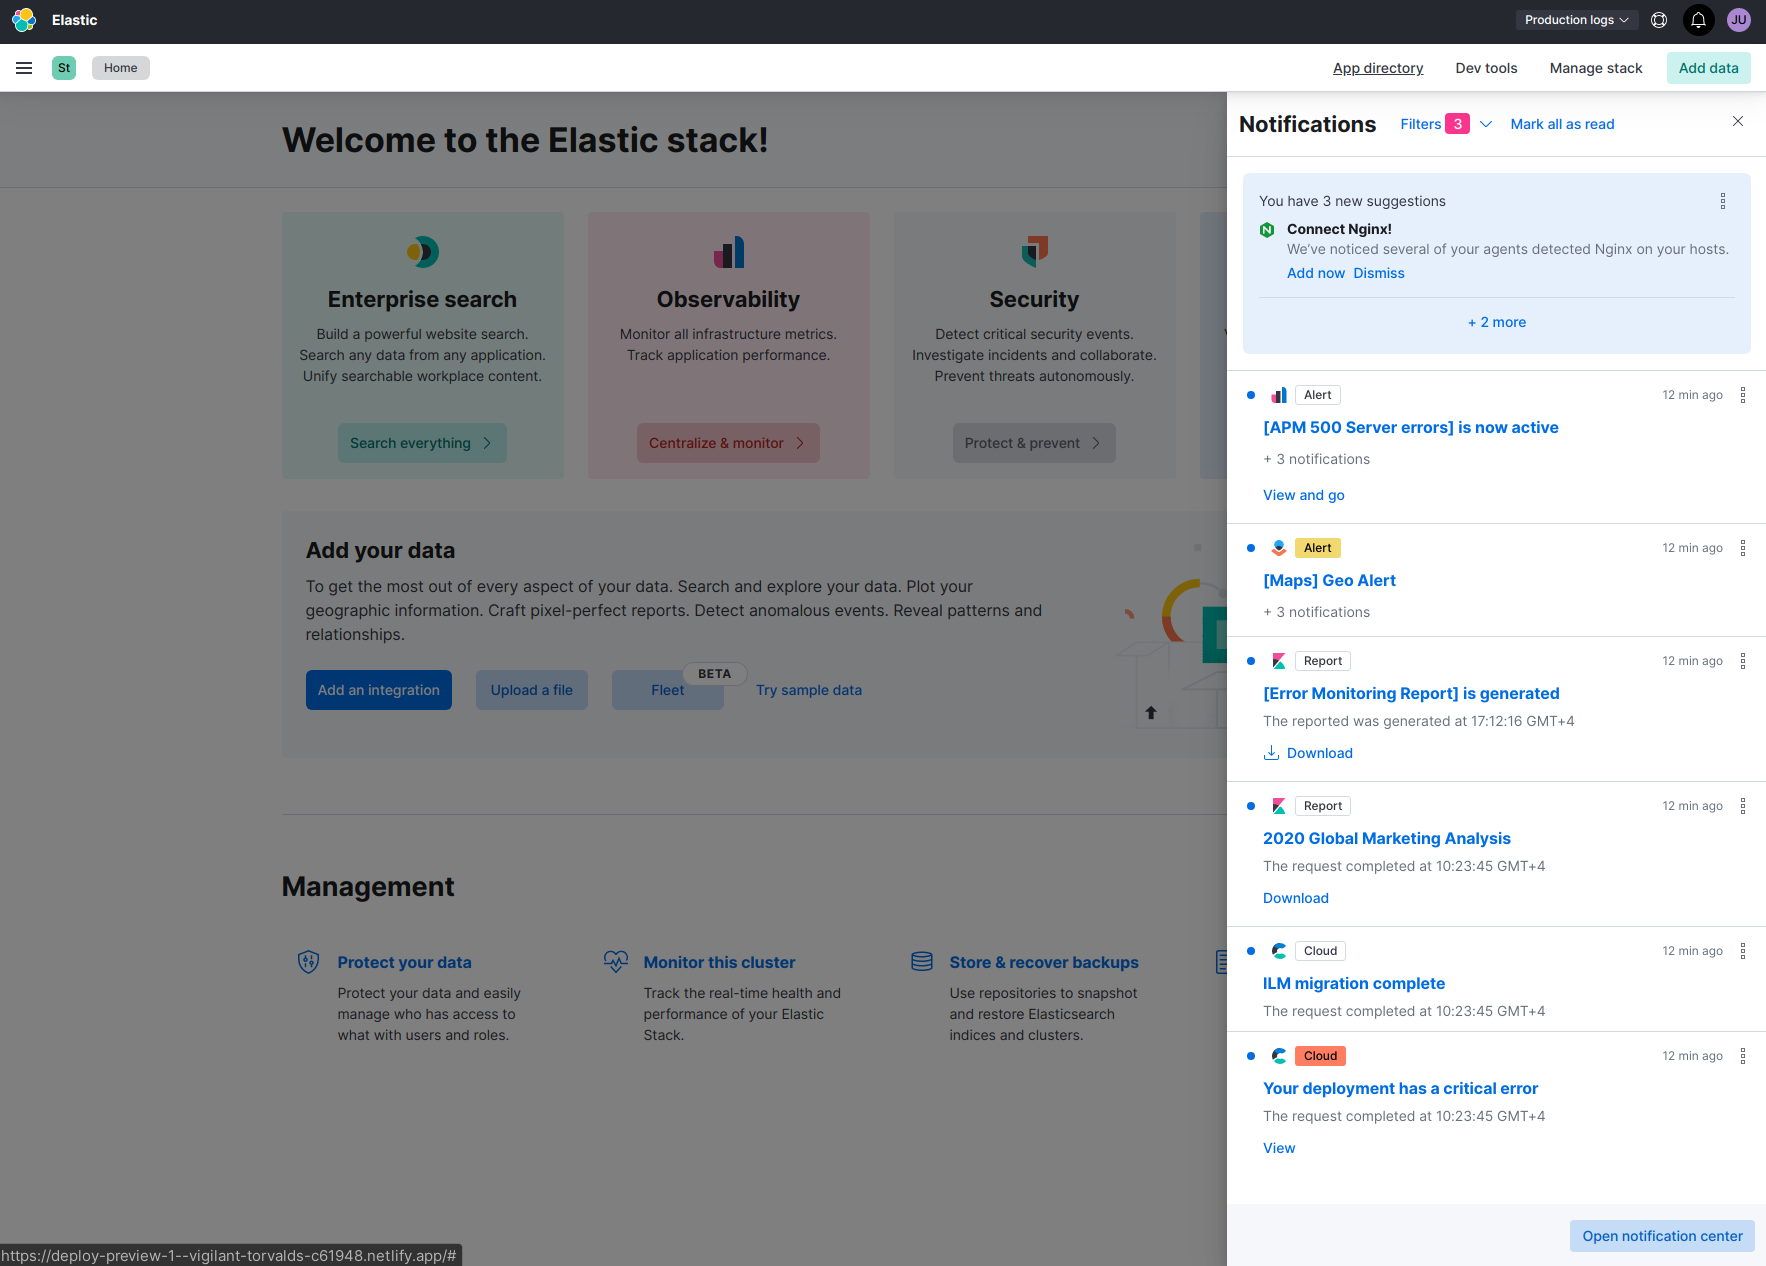 Elastic
Production logs
JU
St
Home
App directory
Dev tools
Manage stack
Add data
Welcome to the Elastic stack!
Enterprise search
Build a powerful website search.
Search any data from any application.
Unify searchable workplace content.
Search everything
Observability
Monitor all infrastructure metrics.
Track application performance.
Centralize & monitor
Security
Detect critical security events.
Investigate incidents and collaborate.
Prevent threats autonomously.
Protect & prevent
Add your data
To get the most out of every aspect of your data. Search and explore your data. Plot your
geographic information. Craft pixel-perfect reports. Detect anomalous events. Reveal patterns and
relationships.
Add an integration
Upload a file
Fleet
BETA
Try sample data
Management
Protect your data
Protect your data and easily
manage who has access to
what with users and roles.
Monitor this cluster
Track the real-time health and
performance of your Elastic
Stack.
Store & recover backups
Use repositories to snapshot
and restore Elasticsearch
indices and clusters.
Notifications
Filters 3
Mark all as read
You have 3 new suggestions
Connect Nginx!
We've noticed several of your agents detected Nginx on your hosts.
Add now Dismiss
+ 2 more
Alert
12 min ago
[APM 500 Server errors] is now active
+ 3 notifications
View and go
Alert
12 min ago
[Maps] Geo Alert
+ 3 notifications
Report
12 min ago
[Error Monitoring Report] is generated
The reported was generated at 17:12:16 GMT+4
Download
Report
12 min ago
2020 Global Marketing Analysis
The request completed at 10:23:45 GMT+4
Download
Cloud
12 min ago
ILM migration complete
The request completed at 10:23:45 GMT+4
Cloud
12 min ago
Your deployment has a critical error
The request completed at 10:23:45 GMT+4
View
Open notification center
https://deploy-preview-1--vigilant-torvalds-c61948.netlify.app/#